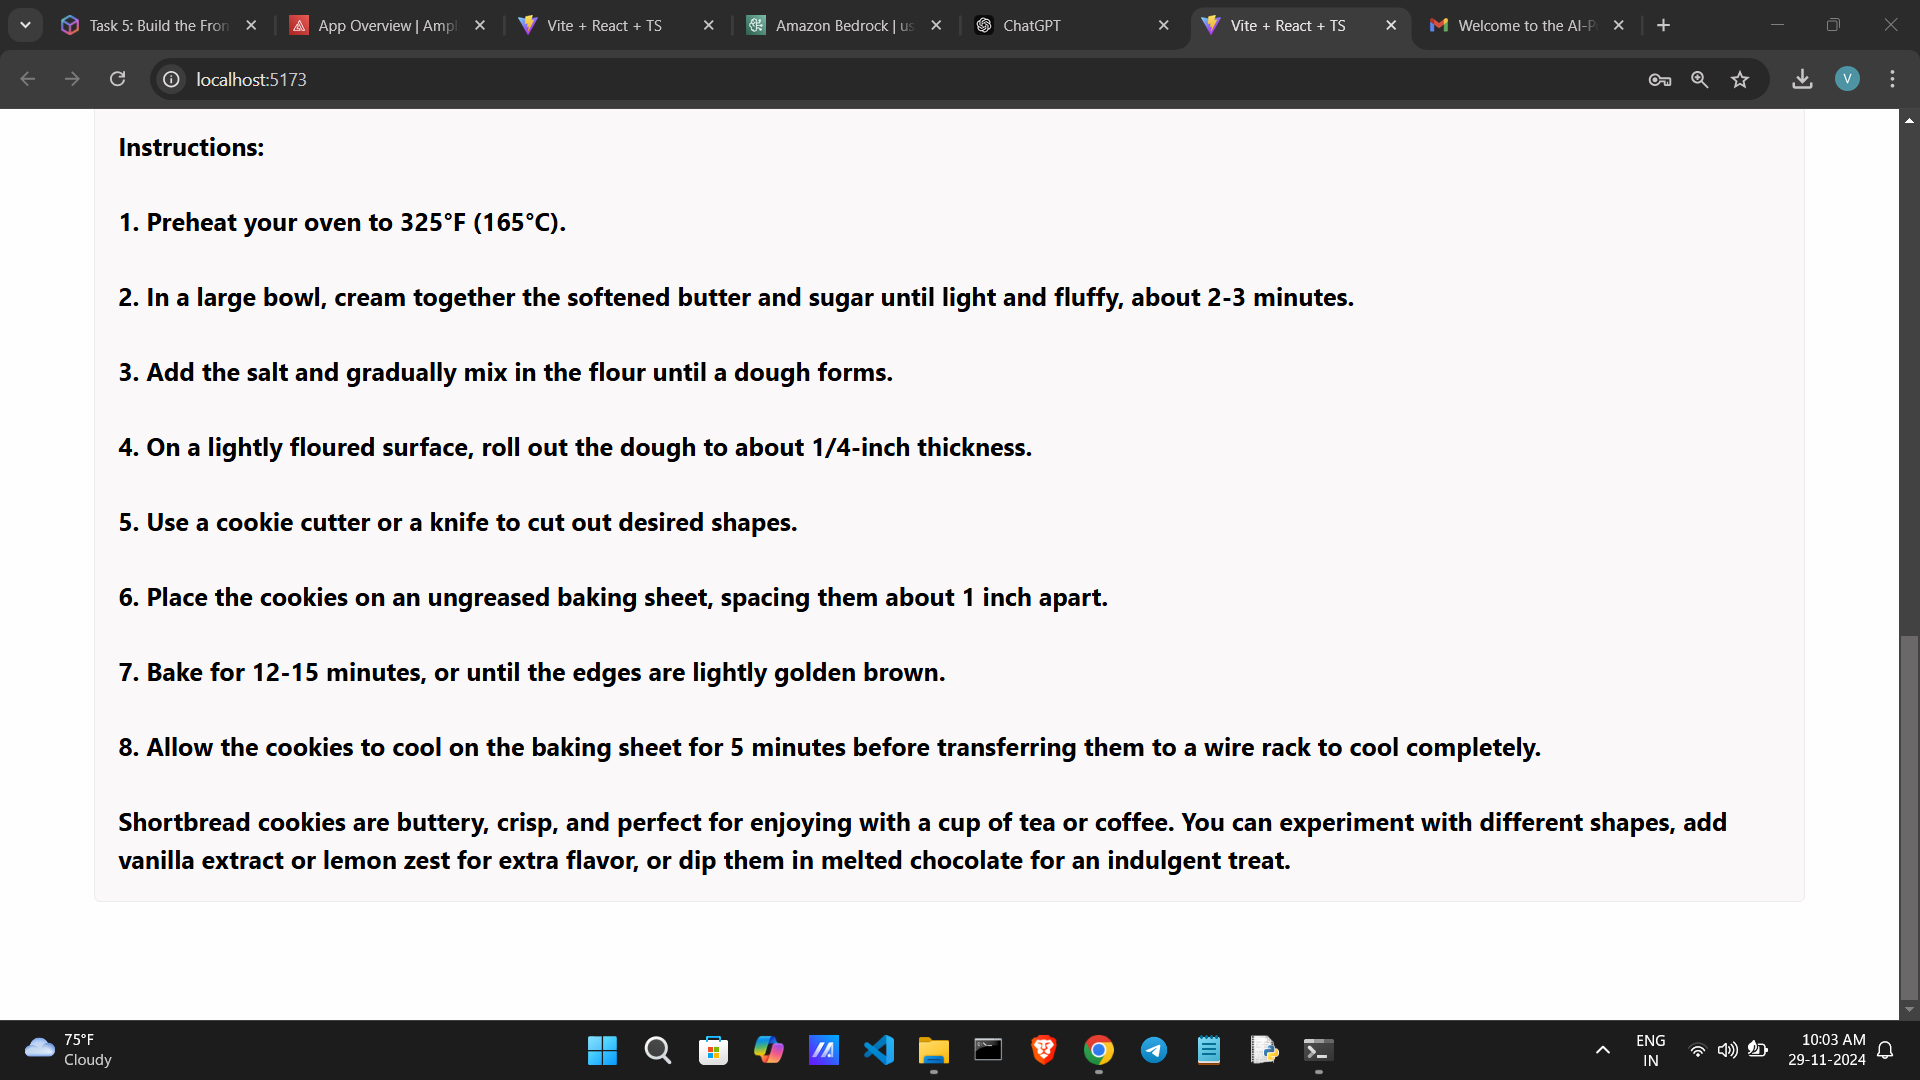 Task 5: Build the Fron
App Overview | Ampl
Vite + React + TS
Amazon Bedrock | us
ChatGPT
Vite + React + TS
Welcome to the AI-P
localhost:5173
V
Instructions:
1. Preheat your oven to 325°F (165°C).
2. In a large bowl, cream together the softened butter and sugar until light and fluffy, about 2-3 minutes.
3. Add the salt and gradually mix in the flour until a dough forms.
4. On a lightly floured surface, roll out the dough to about 1/4-inch thickness.
5. Use a cookie cutter or a knife to cut out desired shapes.
6. Place the cookies on an ungreased baking sheet, spacing them about 1 inch apart.
7. Bake for 12-15 minutes, or until the edges are lightly golden brown.
8. Allow the cookies to cool on the baking sheet for 5 minutes before transferring them to a wire rack to cool completely.
Shortbread cookies are buttery, crisp, and perfect for enjoying with a cup of tea or coffee. You can experiment with different shapes, add
vanilla extract or lemon zest for extra flavor, or dip them in melted chocolate for an indulgent treat.
75°F
Cloudy
ENG
IN
10:03 AM
29-11-2024